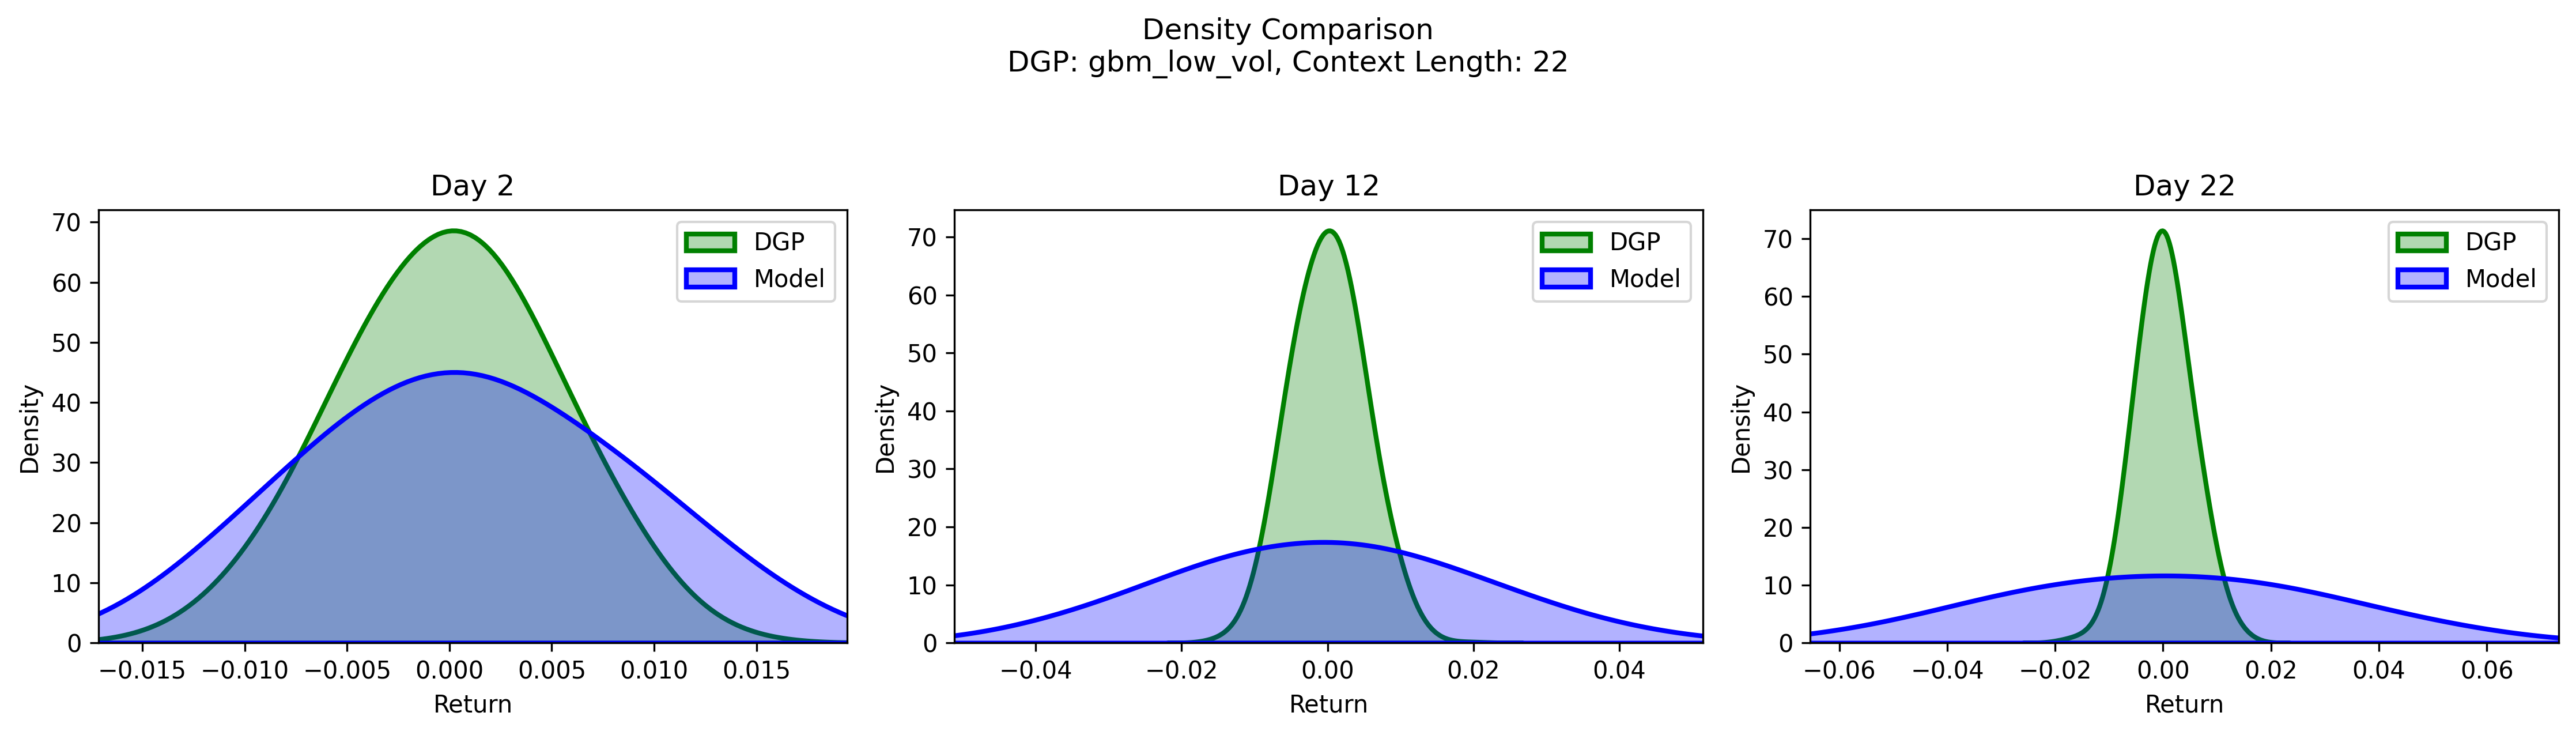 Density Comparison
DGP: gbm_low_vol, Context Length: 22
Day 2
70
60
50
40
30
20
10
0
Density
−0.015 −0.010 −0.005 0.000 0.005 0.010 0.015
Return
DGP
Model
Day 12
70
60
50
40
30
20
10
0
Density
−0.04 −0.02 0.00 0.02 0.04
Return
DGP
Model
Day 22
70
60
50
40
30
20
10
0
Density
−0.06 −0.04 −0.02 0.00 0.02 0.04 0.06
Return
DGP
Model